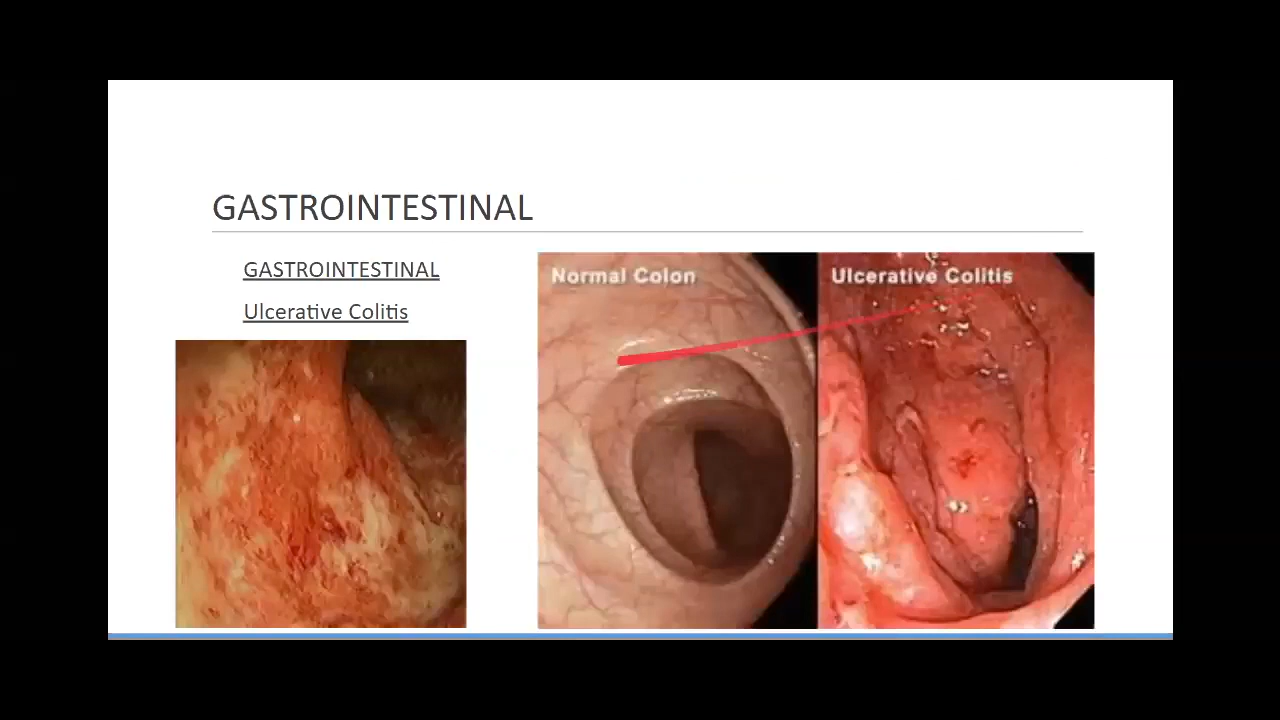 GASTROINTESTINAL
GASTROINTESTINAL
Ulcerative Colitis
Normal Colon
Ulcerative Colitis